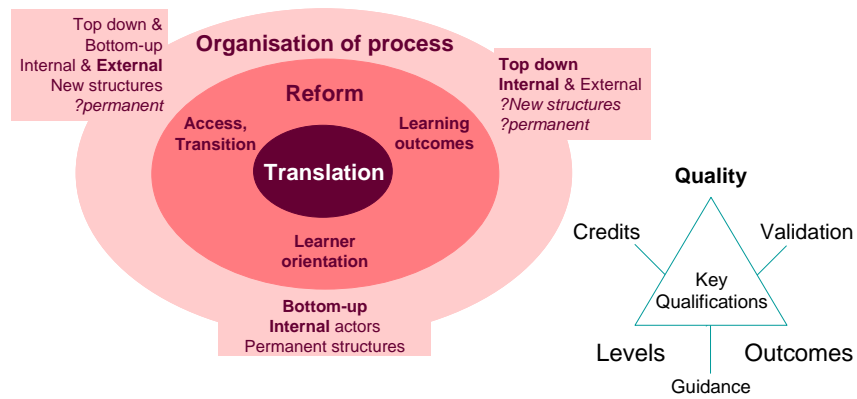 Top down &
Bottom-up
Internal & External
New structures
?permanent
Organisation of process
Top down
Internal & External
?New structures
?permanent
Reform
Access,
Transition
Learning
outcomes
Translation
Learner
orientation
Bottom-up
Internal actors
Permanent structures
Quality
Credits
Validation
Key
Qualifications
Levels
Outcomes
Guidance